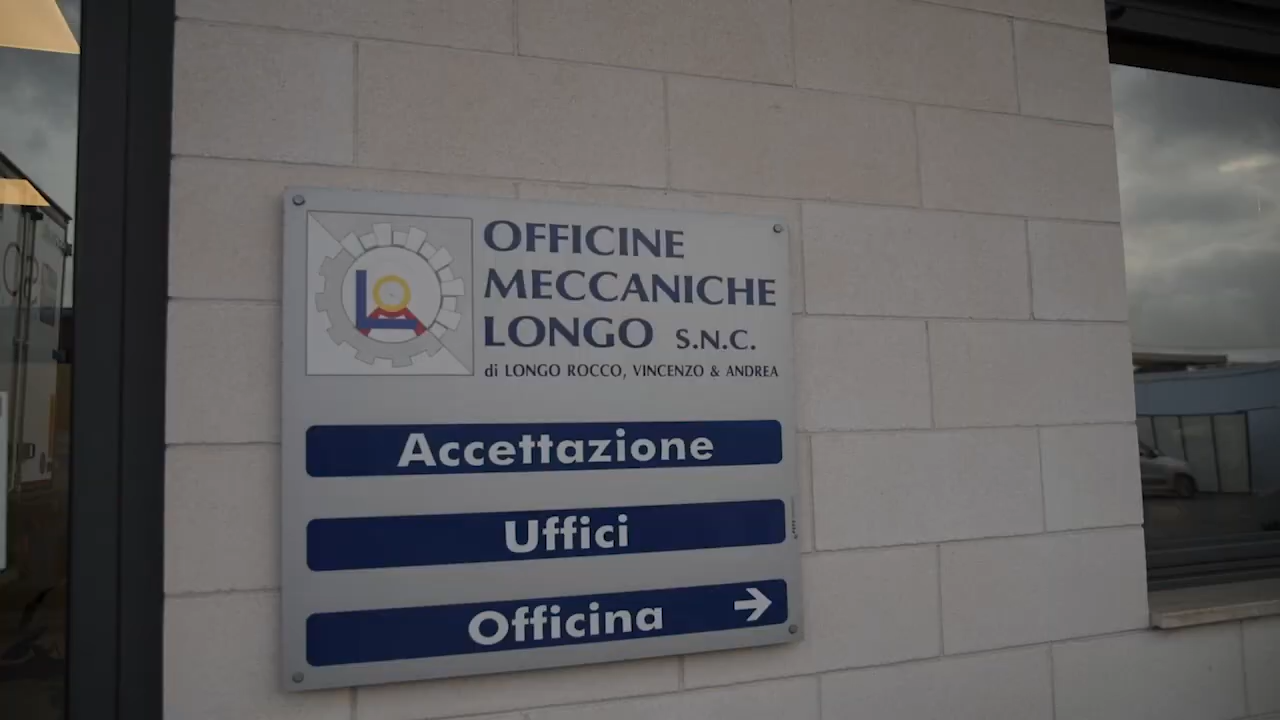 OFFICINE
MECCANICHE
LONGO S.N.C.
di LONGO ROCCO, VINCENZO & ANDREA
Accettazione
Uffici
Officina